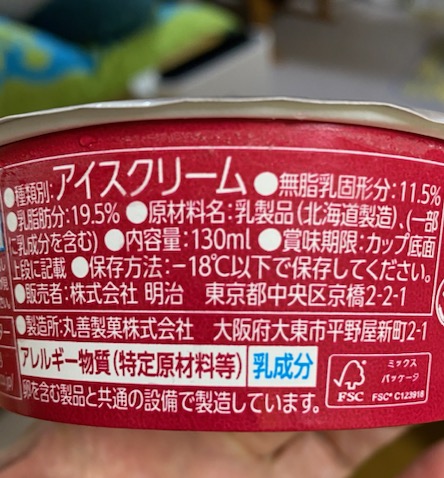 ●種類別:アイスクリーム ●無脂乳固形分:11.5%
●乳脂肪分:19.5% ●原材料名:乳製品(北海道製造)、(一部
に乳成分を含む) ●内容量:130ml ●賞味期限:カップ底面
上段に記載 ●保存方法:-18℃以下で保存してください。
●販売者:株式会社 明治 東京都中央区京橋2-2-1
●製造所:丸善製菓株式会社 大阪府大東市平野屋新町2-1
アレルギー物質(特定原材料等) 乳成分
卵を含む製品と共通の設備で製造しています。
FSC
ミックス
パッケージ
FSC® C123918